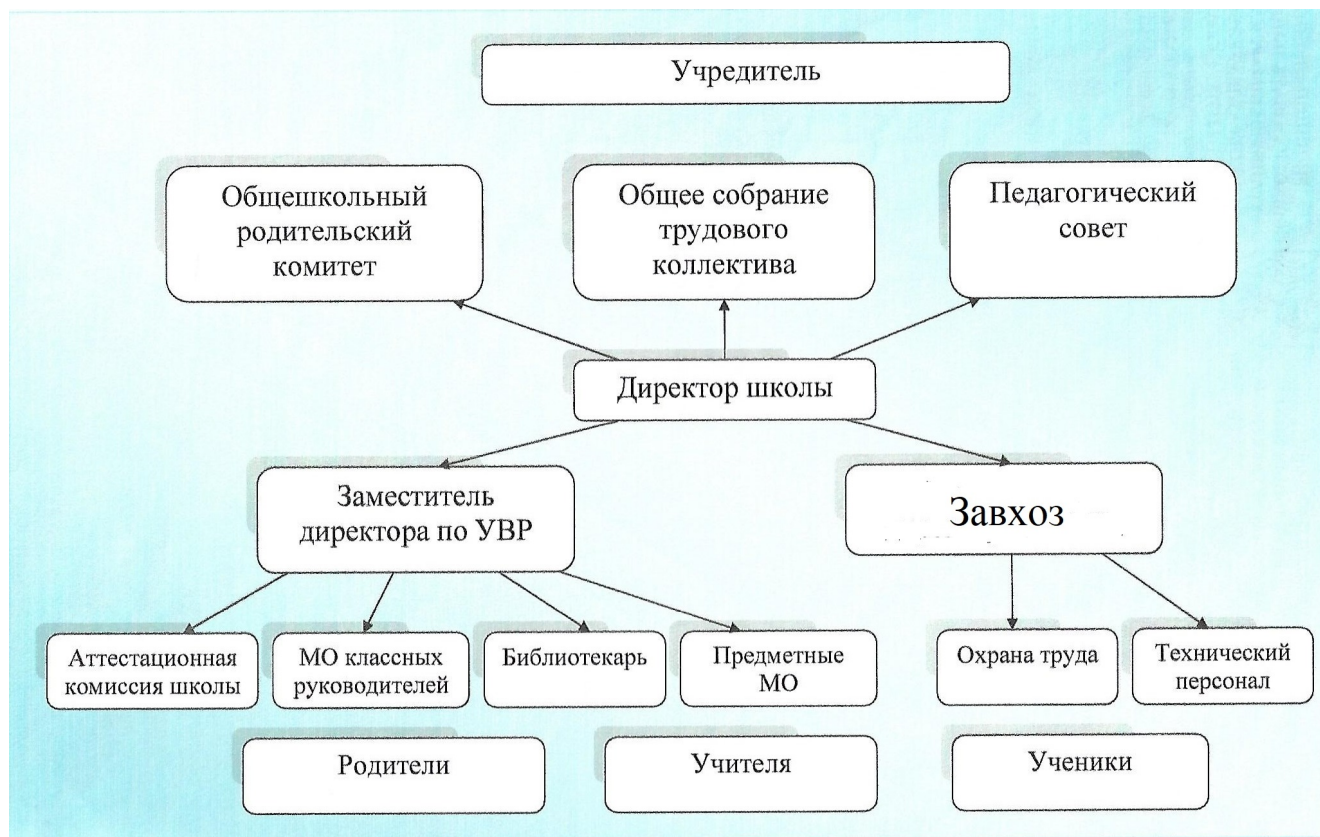 Учредитель
Общешкольный
родительский
комитет
Общее собрание
трудового
коллектива
Педагогический
совет
Директор школы
Заместитель
директора по УВР
Завхоз
Аттестационная
комиссия школы
МО классных
руководителей
Библиотекарь
Предметные
МО
Охрана труда
Технический
персонал
Родители
Учителя
Ученики